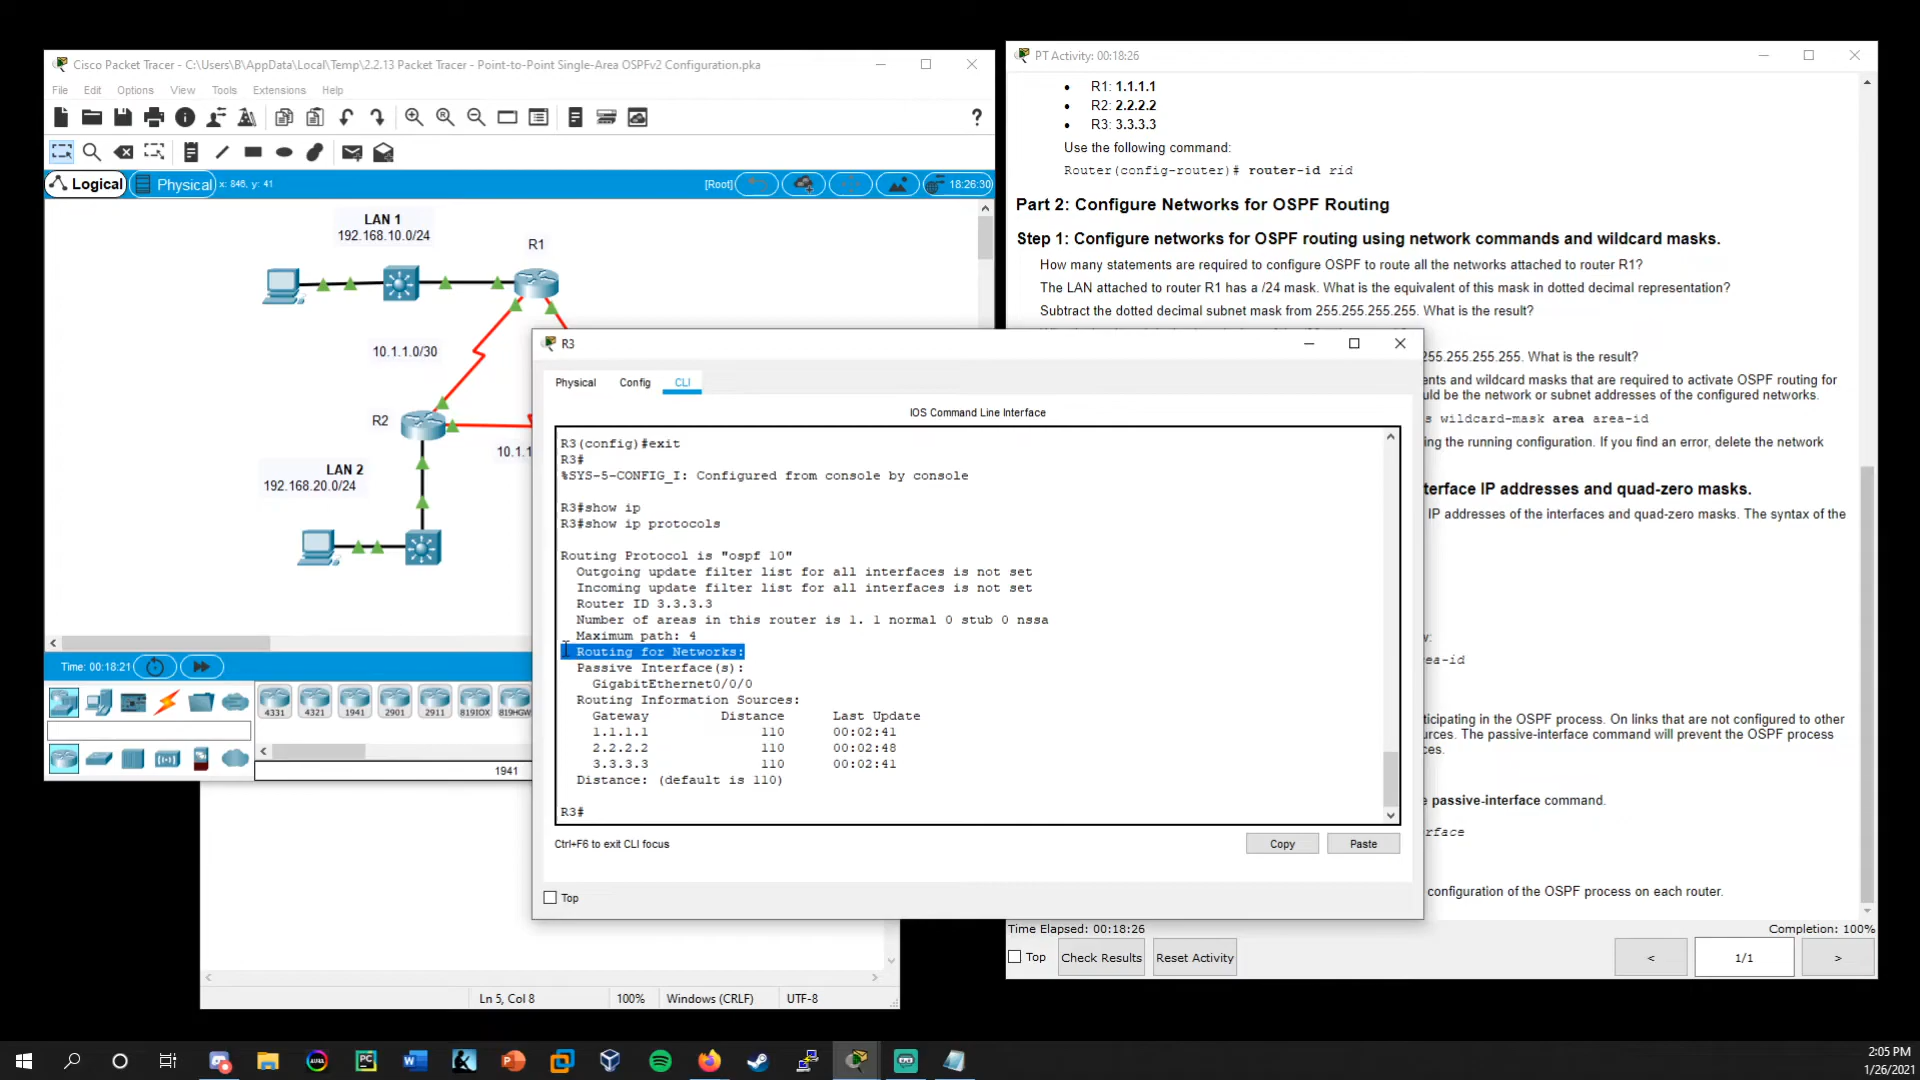 Cisco Packet Tracer - C:\Users\B\AppData\Local\Temp\2.2.13 Packet Tracer - Point-to-Point Single-Area OSPFv2 Configuration.pka
File Edit Options View Tools Extensions Help
Logical
Physical
x: 846, y: 41
[Root]
18:26:30
LAN 1
192.168.10.0/24
R1
10.1.1.0/30
R2
10.1.1
LAN 2
192.168.20.0/24
Time: 00:18:21
4331 4321 1941 2901 2911 819IOX 819HGW
1941
Ln 5, Col 8
100%
Windows (CRLF)
UTF-8
R3
Physical Config CLI
IOS Command Line Interface
R3(config)#exit
R3#
%SYS-5-CONFIG_I: Configured from console by console
R3#show ip
R3#show ip protocols
Routing Protocol is "ospf 10"
Outgoing update filter list for all interfaces is not set
Incoming update filter list for all interfaces is not set
Router ID 3.3.3.3
Number of areas in this router is 1. 1 normal 0 stub 0 nssa
Maximum path: 4
Routing for Networks:
Passive Interface(s):
GigabitEthernet0/0/0
Routing Information Sources:
Gateway Distance Last Update
1.1.1.1 110 00:02:41
2.2.2.2 110 00:02:48
3.3.3.3 110 00:02:41
Distance: (default is 110)
R3#
Ctrl+F6 to exit CLI focus
Copy
Paste
Top
PT Activity: 00:18:26
• R1: 1.1.1.1
• R2: 2.2.2.2
• R3: 3.3.3.3
Use the following command:
Router(config-router)# router-id rid
Part 2: Configure Networks for OSPF Routing
Step 1: Configure networks for OSPF routing using network commands and wildcard masks.
How many statements are required to configure OSPF to route all the networks attached to router R1?
The LAN attached to router R1 has a /24 mask. What is the equivalent of this mask in dotted decimal representation?
Subtract the dotted decimal subnet mask from 255.255.255.255. What is the result?
255.255.255.255. What is the result?
nts and wildcard masks that are required to activate OSPF routing for
uld be the network or subnet addresses of the configured networks.
s wildcard-mask area area-id
ng the running configuration. If you find an error, delete the network
terface IP addresses and quad-zero masks.
IP addresses of the interfaces and quad-zero masks. The syntax of the
ea-id
ticipating in the OSPF process. On links that are not configured to other
urces. The passive-interface command will prevent the OSPF process
ces.
passive-interface command.
rface
configuration of the OSPF process on each router.
Time Elapsed: 00:18:26
Completion: 100%
Top
Check Results
Reset Activity
<
1/1
>
2:05 PM
1/26/2021